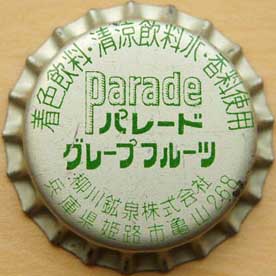 着色飲料・清涼飲料水・香料使用
parade
パレード
グレープフルーツ
柳川鉱泉株式会社
兵庫県姫路市亀山268